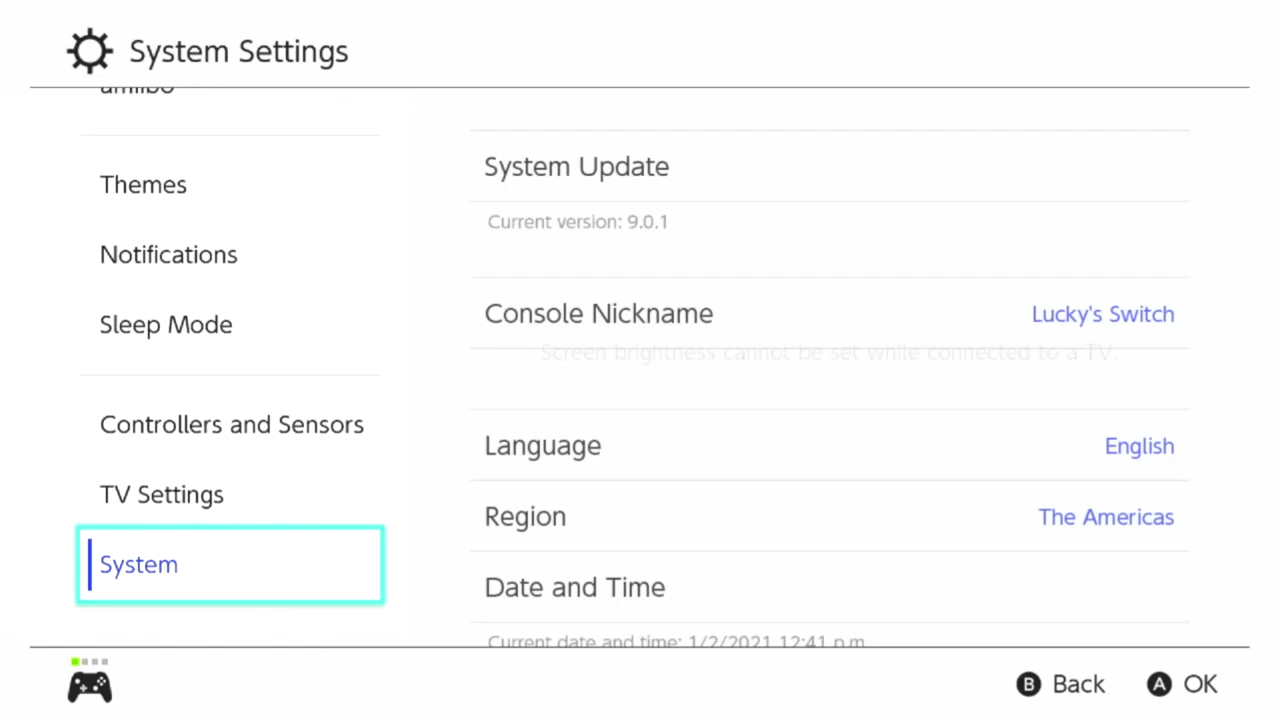 System Settings
amiibo
Themes
Notifications
Sleep Mode
Controllers and Sensors
TV Settings
System
System Update
Current version: 9.0.1
Console Nickname
Lucky's Switch
Screen brightness cannot be set while connected to a TV.
Language
English
Region
The Americas
Date and Time
Current date and time: 1/2/2021 12:41 p.m.
B Back
A OK